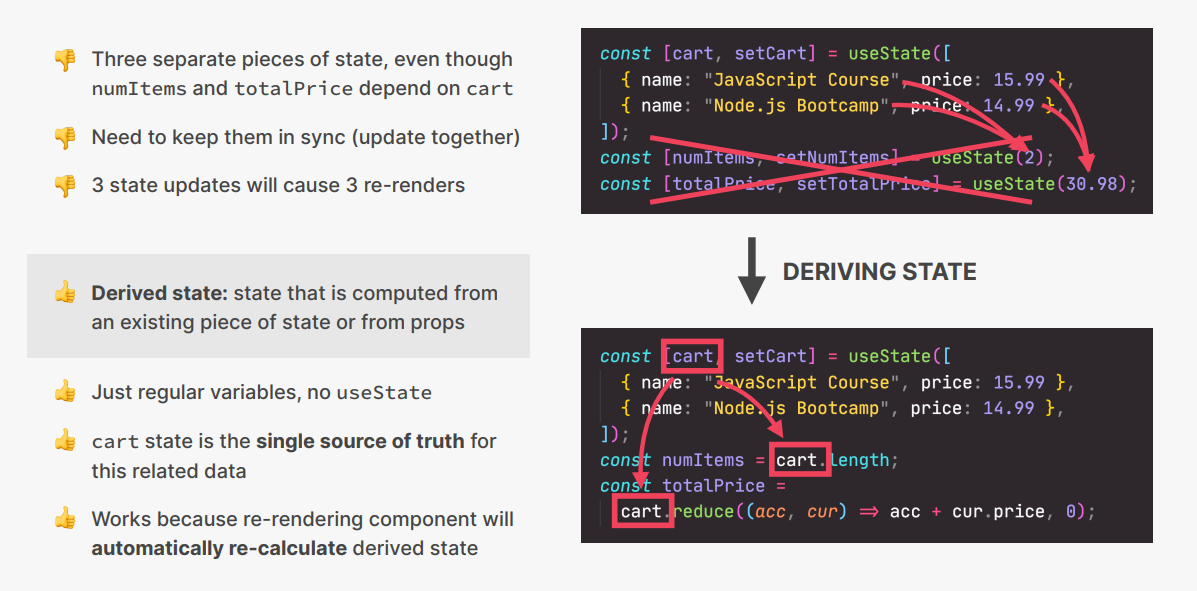 👎 Three separate pieces of state, even though
numItems and totalPrice depend on cart
👎 Need to keep them in sync (update together)
👎 3 state updates will cause 3 re-renders
👍 Derived state: state that is computed from
an existing piece of state or from props
👍 Just regular variables, no useState
👍 cart state is the single source of truth for
this related data
👍 Works because re-rendering component will
automatically re-calculate derived state
const [cart, setCart] = useState([
{ name: "JavaScript Course", price: 15.99 },
{ name: "Node.js Bootcamp", price: 14.99 },
]);
const [numItems, setNumItems] = useState(2);
const [totalPrice, setTotalPrice] = useState(30.98);
DERIVING STATE
const [cart, setCart] = useState([
{ name: "JavaScript Course", price: 15.99 },
{ name: "Node.js Bootcamp", price: 14.99 },
]);
const numItems = cart.length;
const totalPrice =
cart.reduce((acc, cur) => acc + cur.price, 0);